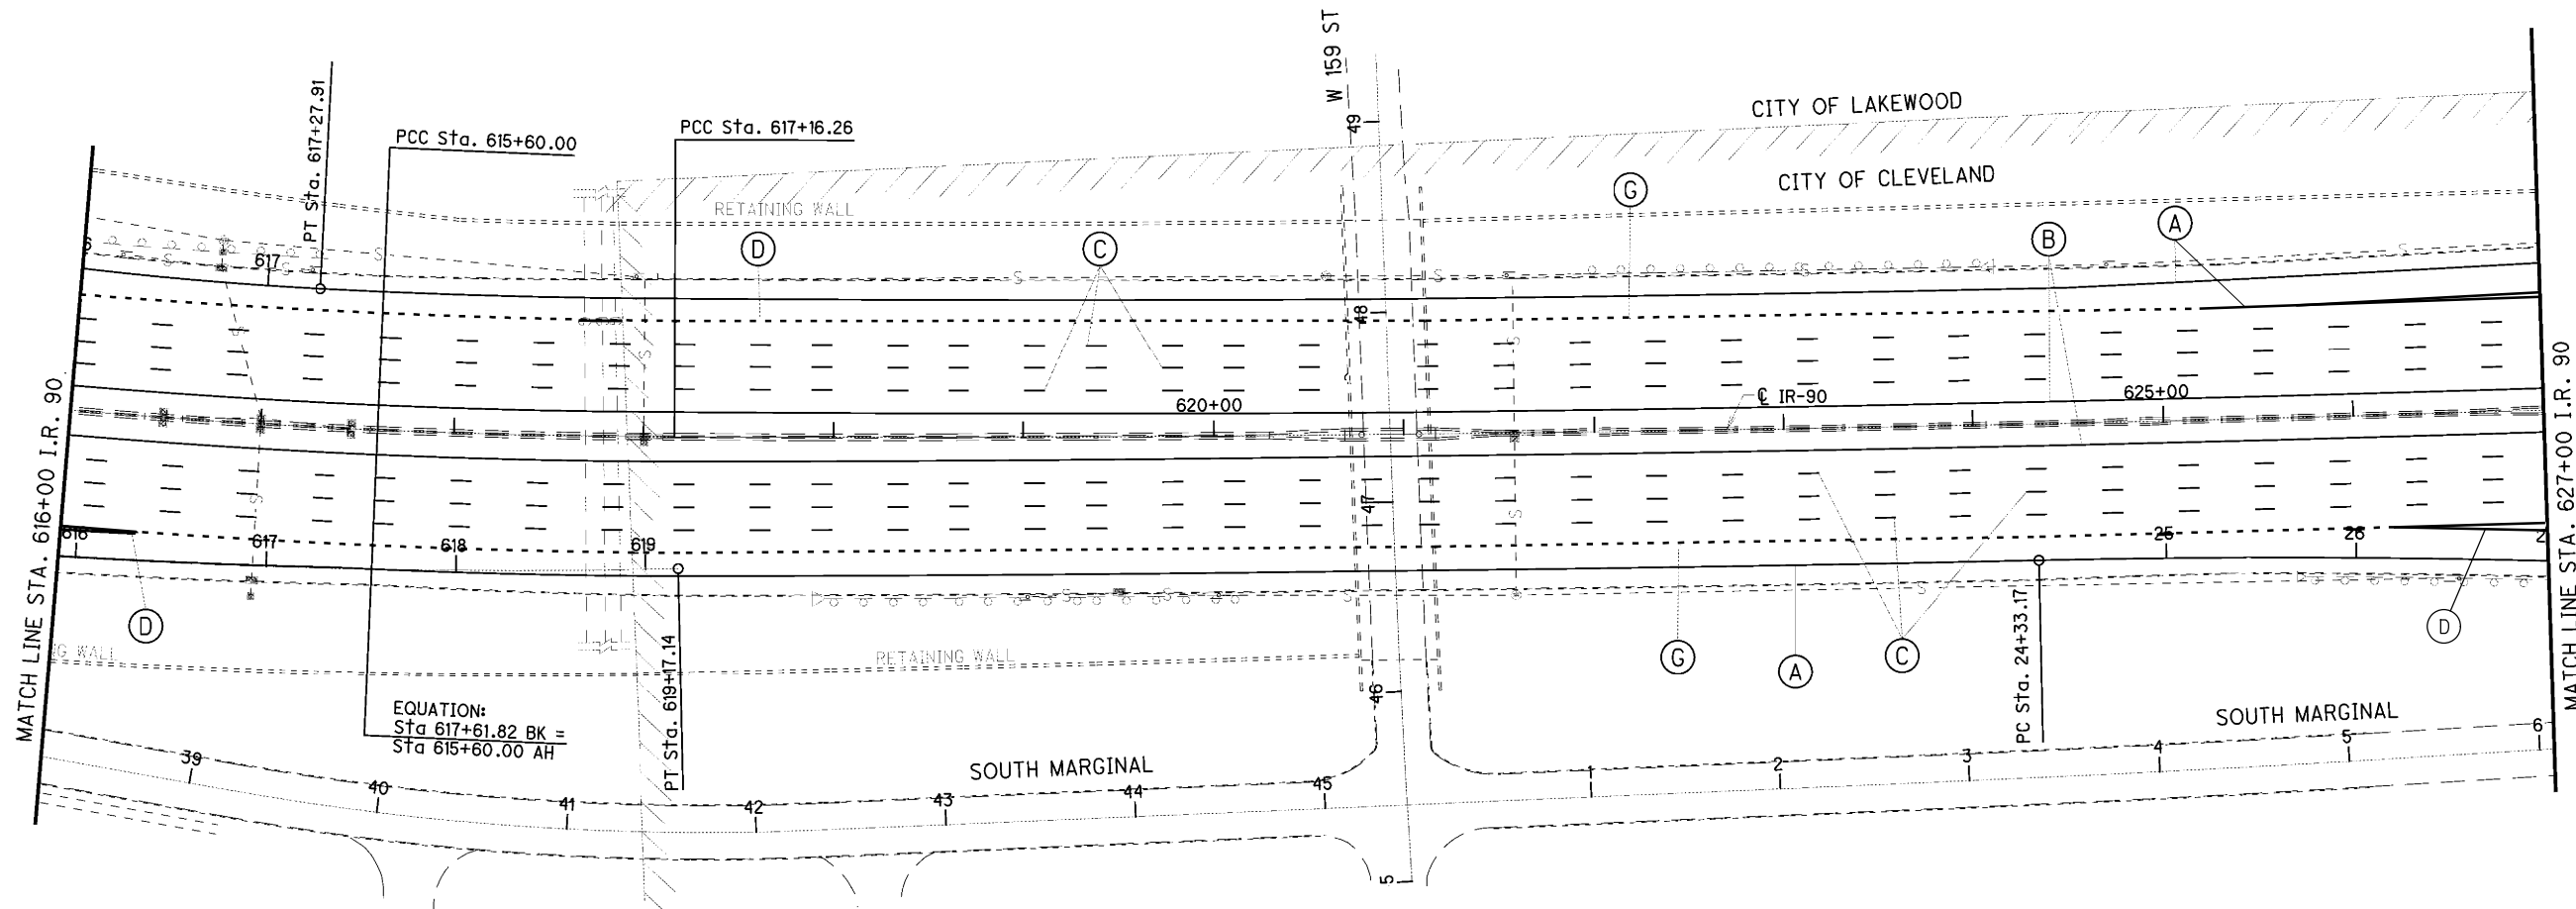 W 159 ST
CITY OF LAKEWOOD
CITY OF CLEVELAND
PT Sta. 617+27.91
PCC Sta. 615+60.00
PCC Sta. 617+16.26
49
RETAINING WALL
G
D
C
B
A
S
6
617
48
620+00
℄ IR-90
625+00
MATCH LINE STA. 616+00 I.R. 90
MATCH LINE STA. 627+00 I.R. 90
47
616
617
618
619
25
26
2
D
G WALL
RETAINING WALL
G
A
C
D
PT Sta. 619+17.14
PC Sta. 24+33.17
46
EQUATION:
Sta 617+61.82 BK =
Sta 615+60.00 AH
SOUTH MARGINAL
SOUTH MARGINAL
39
40
41
42
43
44
45
1
2
3
4
5
6
5